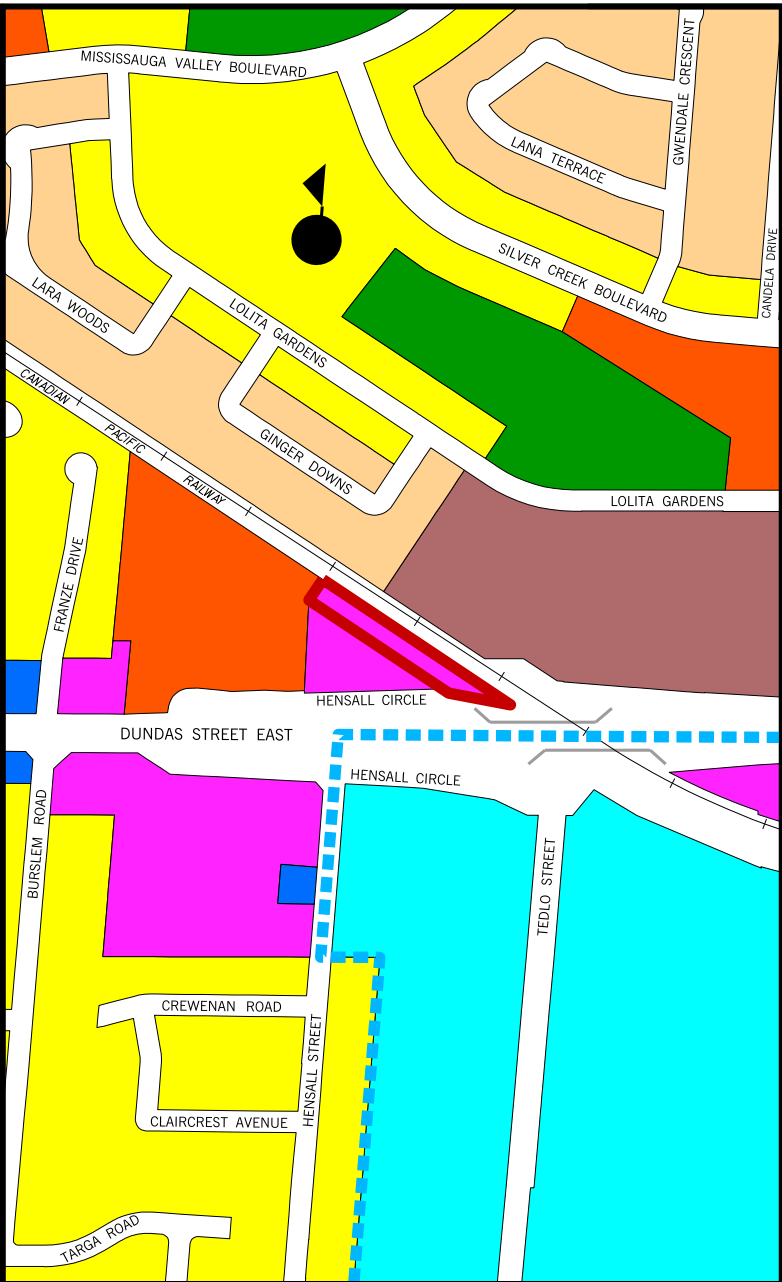 MISSISSAUGA VALLEY BOULEVARD
GWENDALE CRESCENT
LANA TERRACE
CANDELA DRIVE
SILVER CREEK BOULEVARD
LARA WOODS
LOLITA GARDENS
CANADIAN PACIFIC RAILWAY
GINGER DOWNS
LOLITA GARDENS
FRANZE DRIVE
HENSALL CIRCLE
DUNDAS STREET EAST
HENSALL CIRCLE
BURSLEM ROAD
TEDLO STREET
CREWENAN ROAD
HENSALL STREET
CLAIRCREST AVENUE
TARGA ROAD